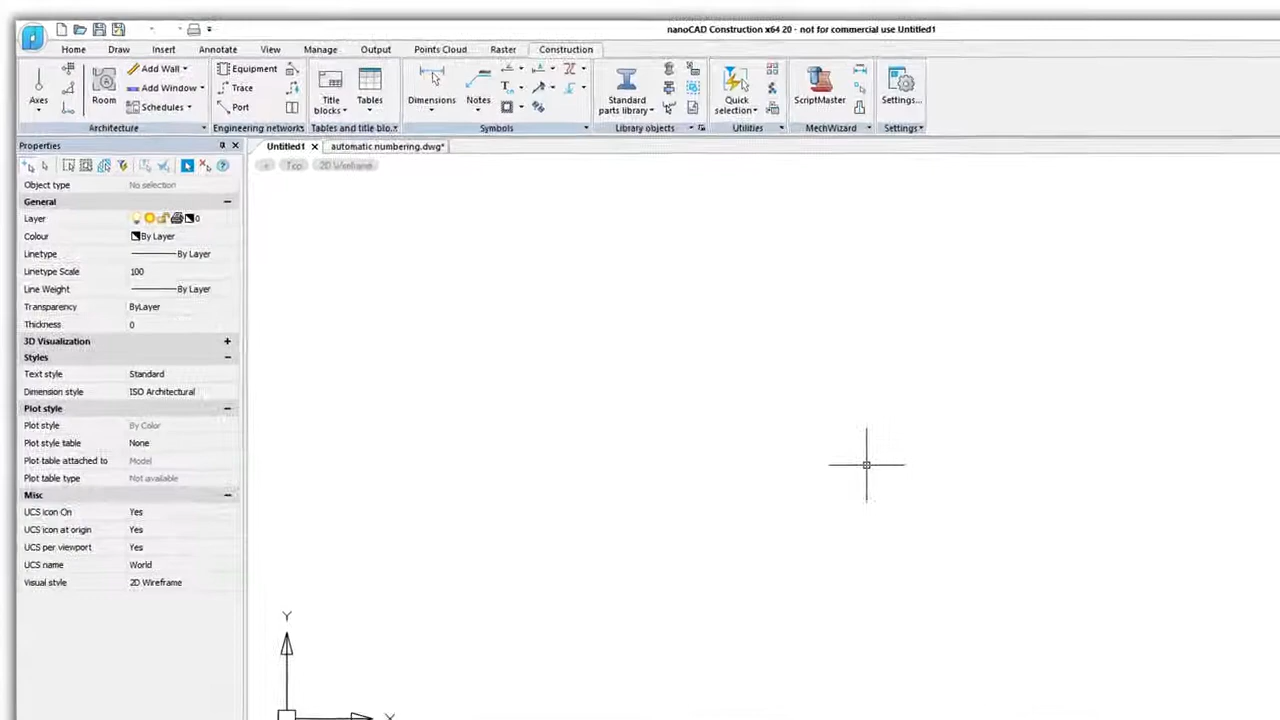 nanoCAD Construction x64 20 - not for commercial use Untitled1
Home Draw Insert Annotate View Manage Output Points Cloud Raster Construction
Axes
Room
Add Wall
Add Window
Schedules
Architecture
Equipment
Trace
Port
Engineering networks
Title blocks
Tables
Tables and title blo...
Dimensions
Notes
Symbols
Standard parts library
Library objects
Quick selection
Utilities
ScriptMaster
MechWizard
Settings...
Settings
Properties
Untitled1 automatic numbering.dwg*
+ Top 2D Wireframe
Object type No selection
General
Layer 0
Colour By Layer
Linetype By Layer
Linetype Scale 100
Line Weight By Layer
Transparency ByLayer
Thickness 0
3D Visualization
Styles
Text style Standard
Dimension style ISO Architectural
Plot style
Plot style By Color
Plot style table None
Plot table attached to Model
Plot table type Not available
Misc
UCS icon On Yes
UCS icon at origin Yes
UCS per viewport Yes
UCS name World
Visual style 2D Wireframe
Y
X